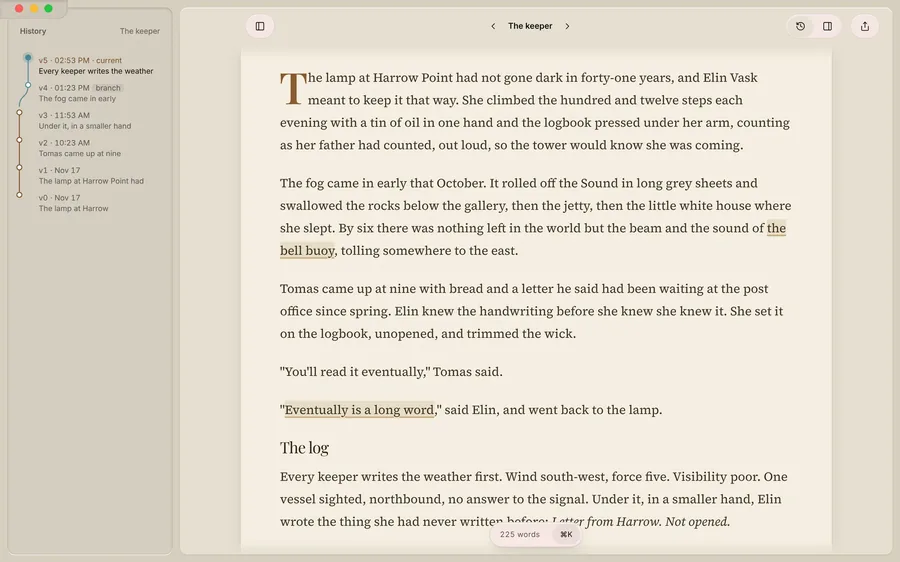 History
The keeper
v5 · 02:53 PM · current
Every keeper writes the weather
v4 · 01:23 PM branch
The fog came in early
v3 · 11:53 AM
Under it, in a smaller hand
v2 · 10:23 AM
Tomas came up at nine
v1 · Nov 17
The lamp at Harrow Point had
v0 · Nov 17
The lamp at Harrow
The keeper
The lamp at Harrow Point had not gone dark in forty-one years, and Elin Vask
meant to keep it that way. She climbed the hundred and twelve steps each
evening with a tin of oil in one hand and the logbook pressed under her arm, counting
as her father had counted, out loud, so the tower would know she was coming.
The fog came in early that October. It rolled off the Sound in long grey sheets and
swallowed the rocks below the gallery, then the jetty, then the little white house where
she slept. By six there was nothing left in the world but the beam and the sound of the
bell buoy, tolling somewhere to the east.
Tomas came up at nine with bread and a letter he said had been waiting at the post
office since spring. Elin knew the handwriting before she knew she knew it. She set it
on the logbook, unopened, and trimmed the wick.
"You'll read it eventually," Tomas said.
"Eventually is a long word," said Elin, and went back to the lamp.
The log
Every keeper writes the weather first. Wind south-west, force five. Visibility poor. One
vessel sighted, northbound, no answer to the signal. Under it, in a smaller hand, Elin
wrote the thing she had never written before: Letter from Harrow. Not opened.
225 words
⌘K